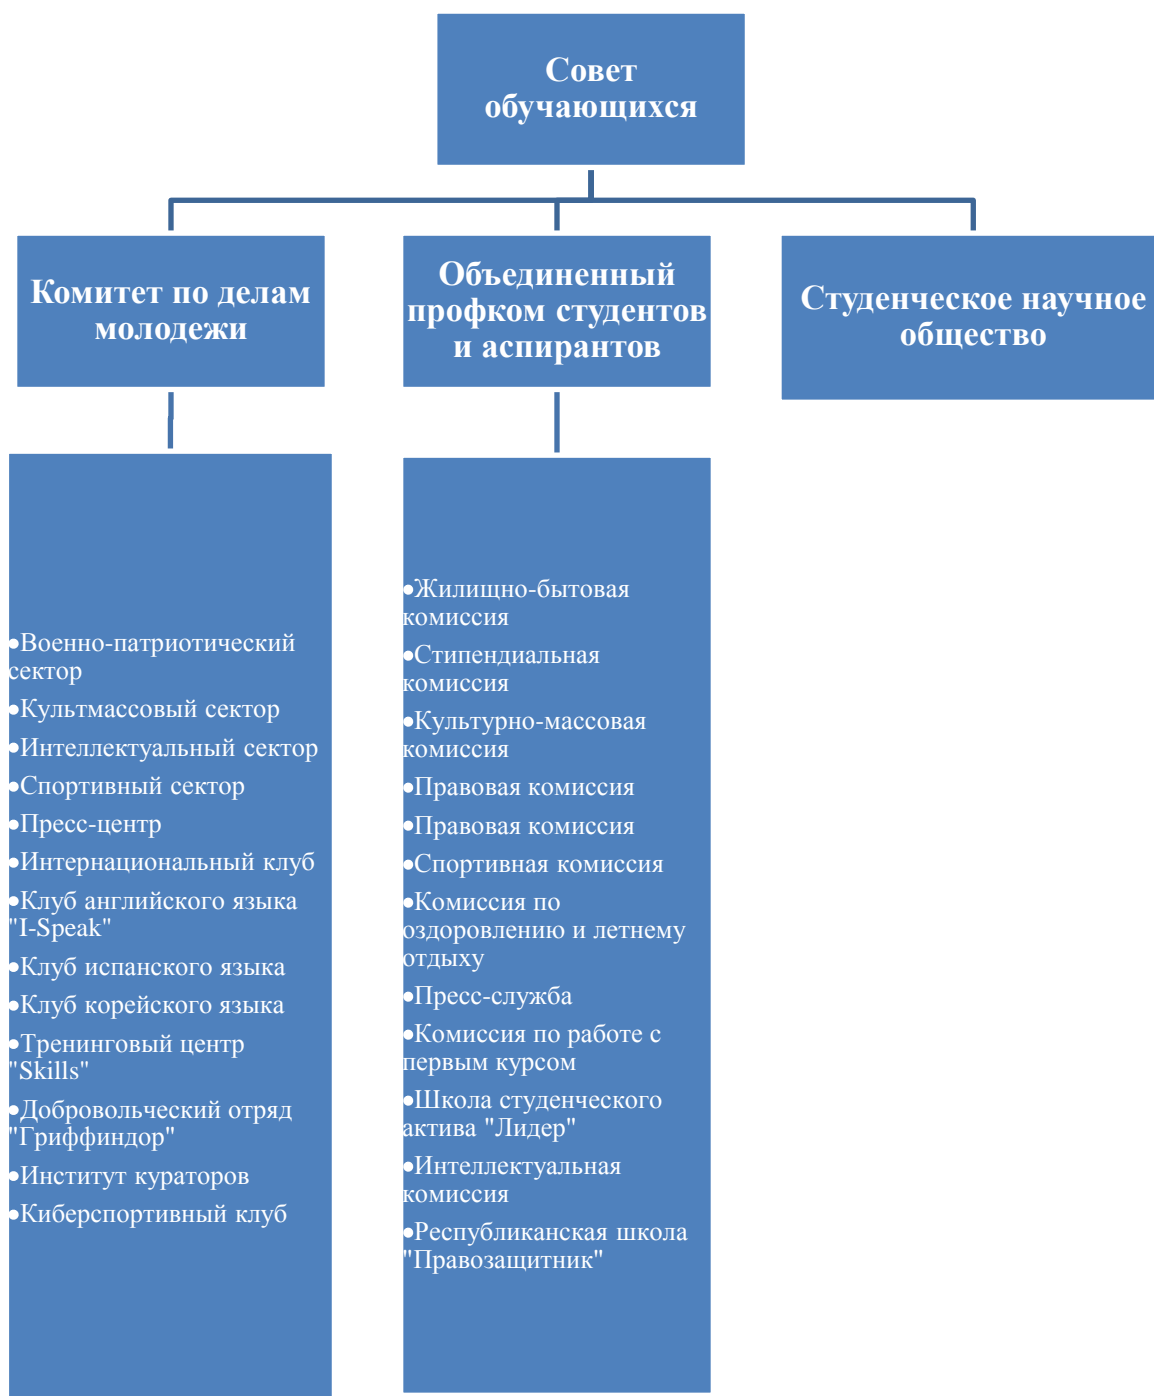 Совет
обучающихся
Комитет по делам
молодежи
Объединенный
профком студентов
и аспирантов
Студенческое научное
общество
•Военно-патриотический
сектор
•Культмассовый сектор
•Интеллектуальный сектор
•Спортивный сектор
•Пресс-центр
•Интернациональный клуб
•Клуб английского языка
"I-Speak"
•Клуб испанского языка
•Клуб корейского языка
•Тренинговый центр
"Skills"
•Добровольческий отряд
"Гриффиндор"
•Институт кураторов
•Киберспортивный клуб
•Жилищно-бытовая
комиссия
•Стипендиальная
комиссия
•Культурно-массовая
комиссия
•Правовая комиссия
•Правовая комиссия
•Спортивная комиссия
•Комиссия по
оздоровлению и летнему
отдыху
•Пресс-служба
•Комиссия по работе с
первым курсом
•Школа студенческого
актива "Лидер"
•Интеллектуальная
комиссия
•Республиканская школа
"Правозащитник"